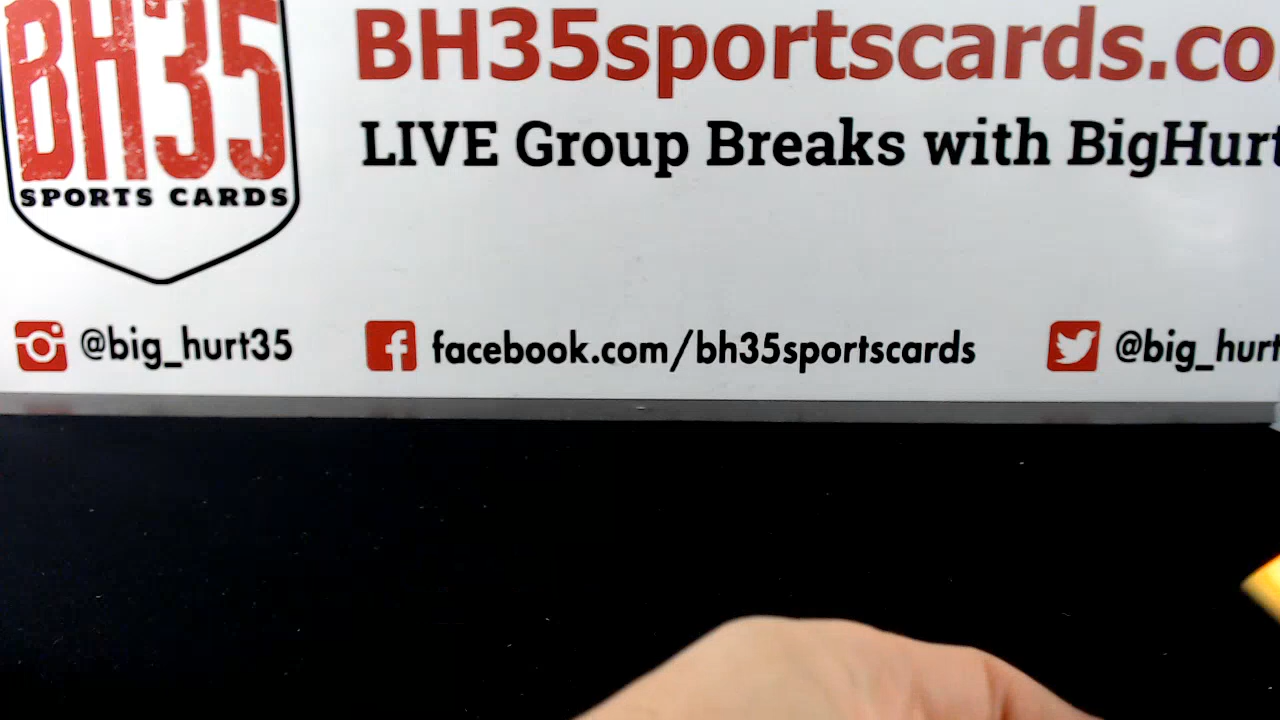 BH35
SPORTS CARDS
BH35sportscards.co
LIVE Group Breaks with BigHurt
@big_hurt35
facebook.com/bh35sportscards
@big_hurt